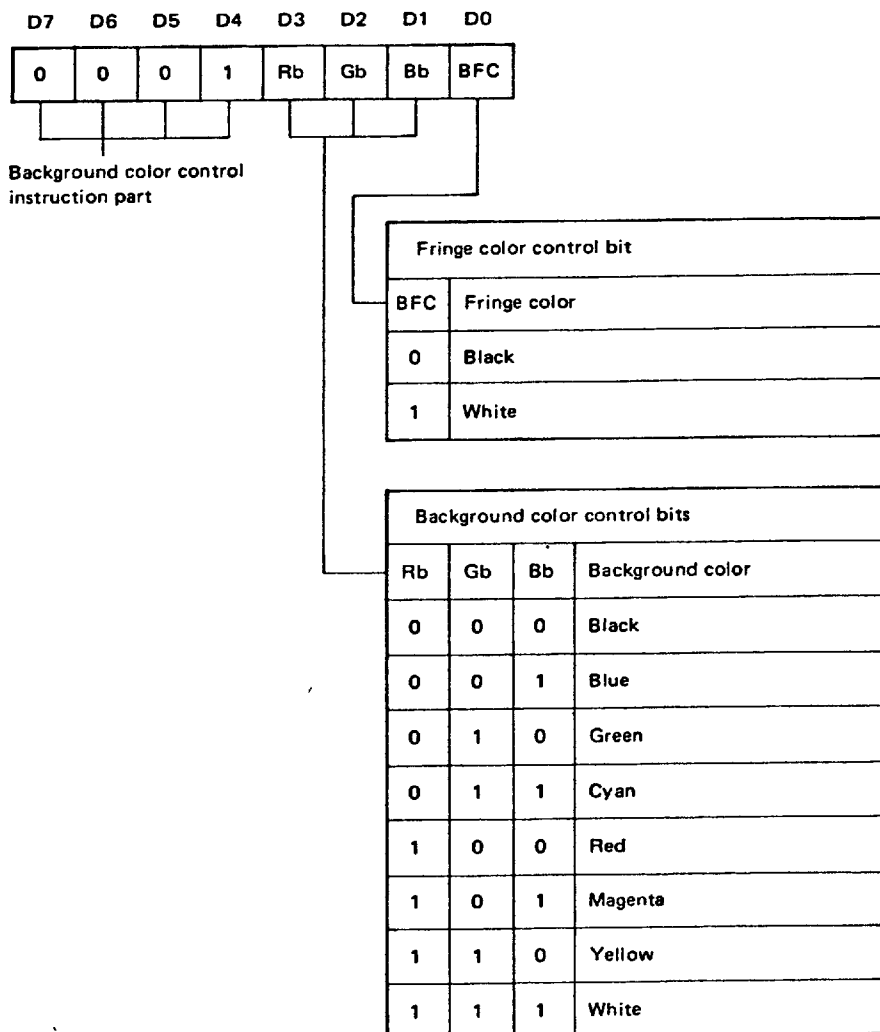 D7 D6 D5 D4 D3 D2 D1 D0
0 0 0 1 Rb Gb Bb BFC
Background color control
instruction part
Fringe color control bit
BFC Fringe color
0 Black
1 White
Background color control bits
Rb Gb Bb Background color
0 0 0 Black
0 0 1 Blue
0 1 0 Green
0 1 1 Cyan
1 0 0 Red
1 0 1 Magenta
1 1 0 Yellow
1 1 1 White